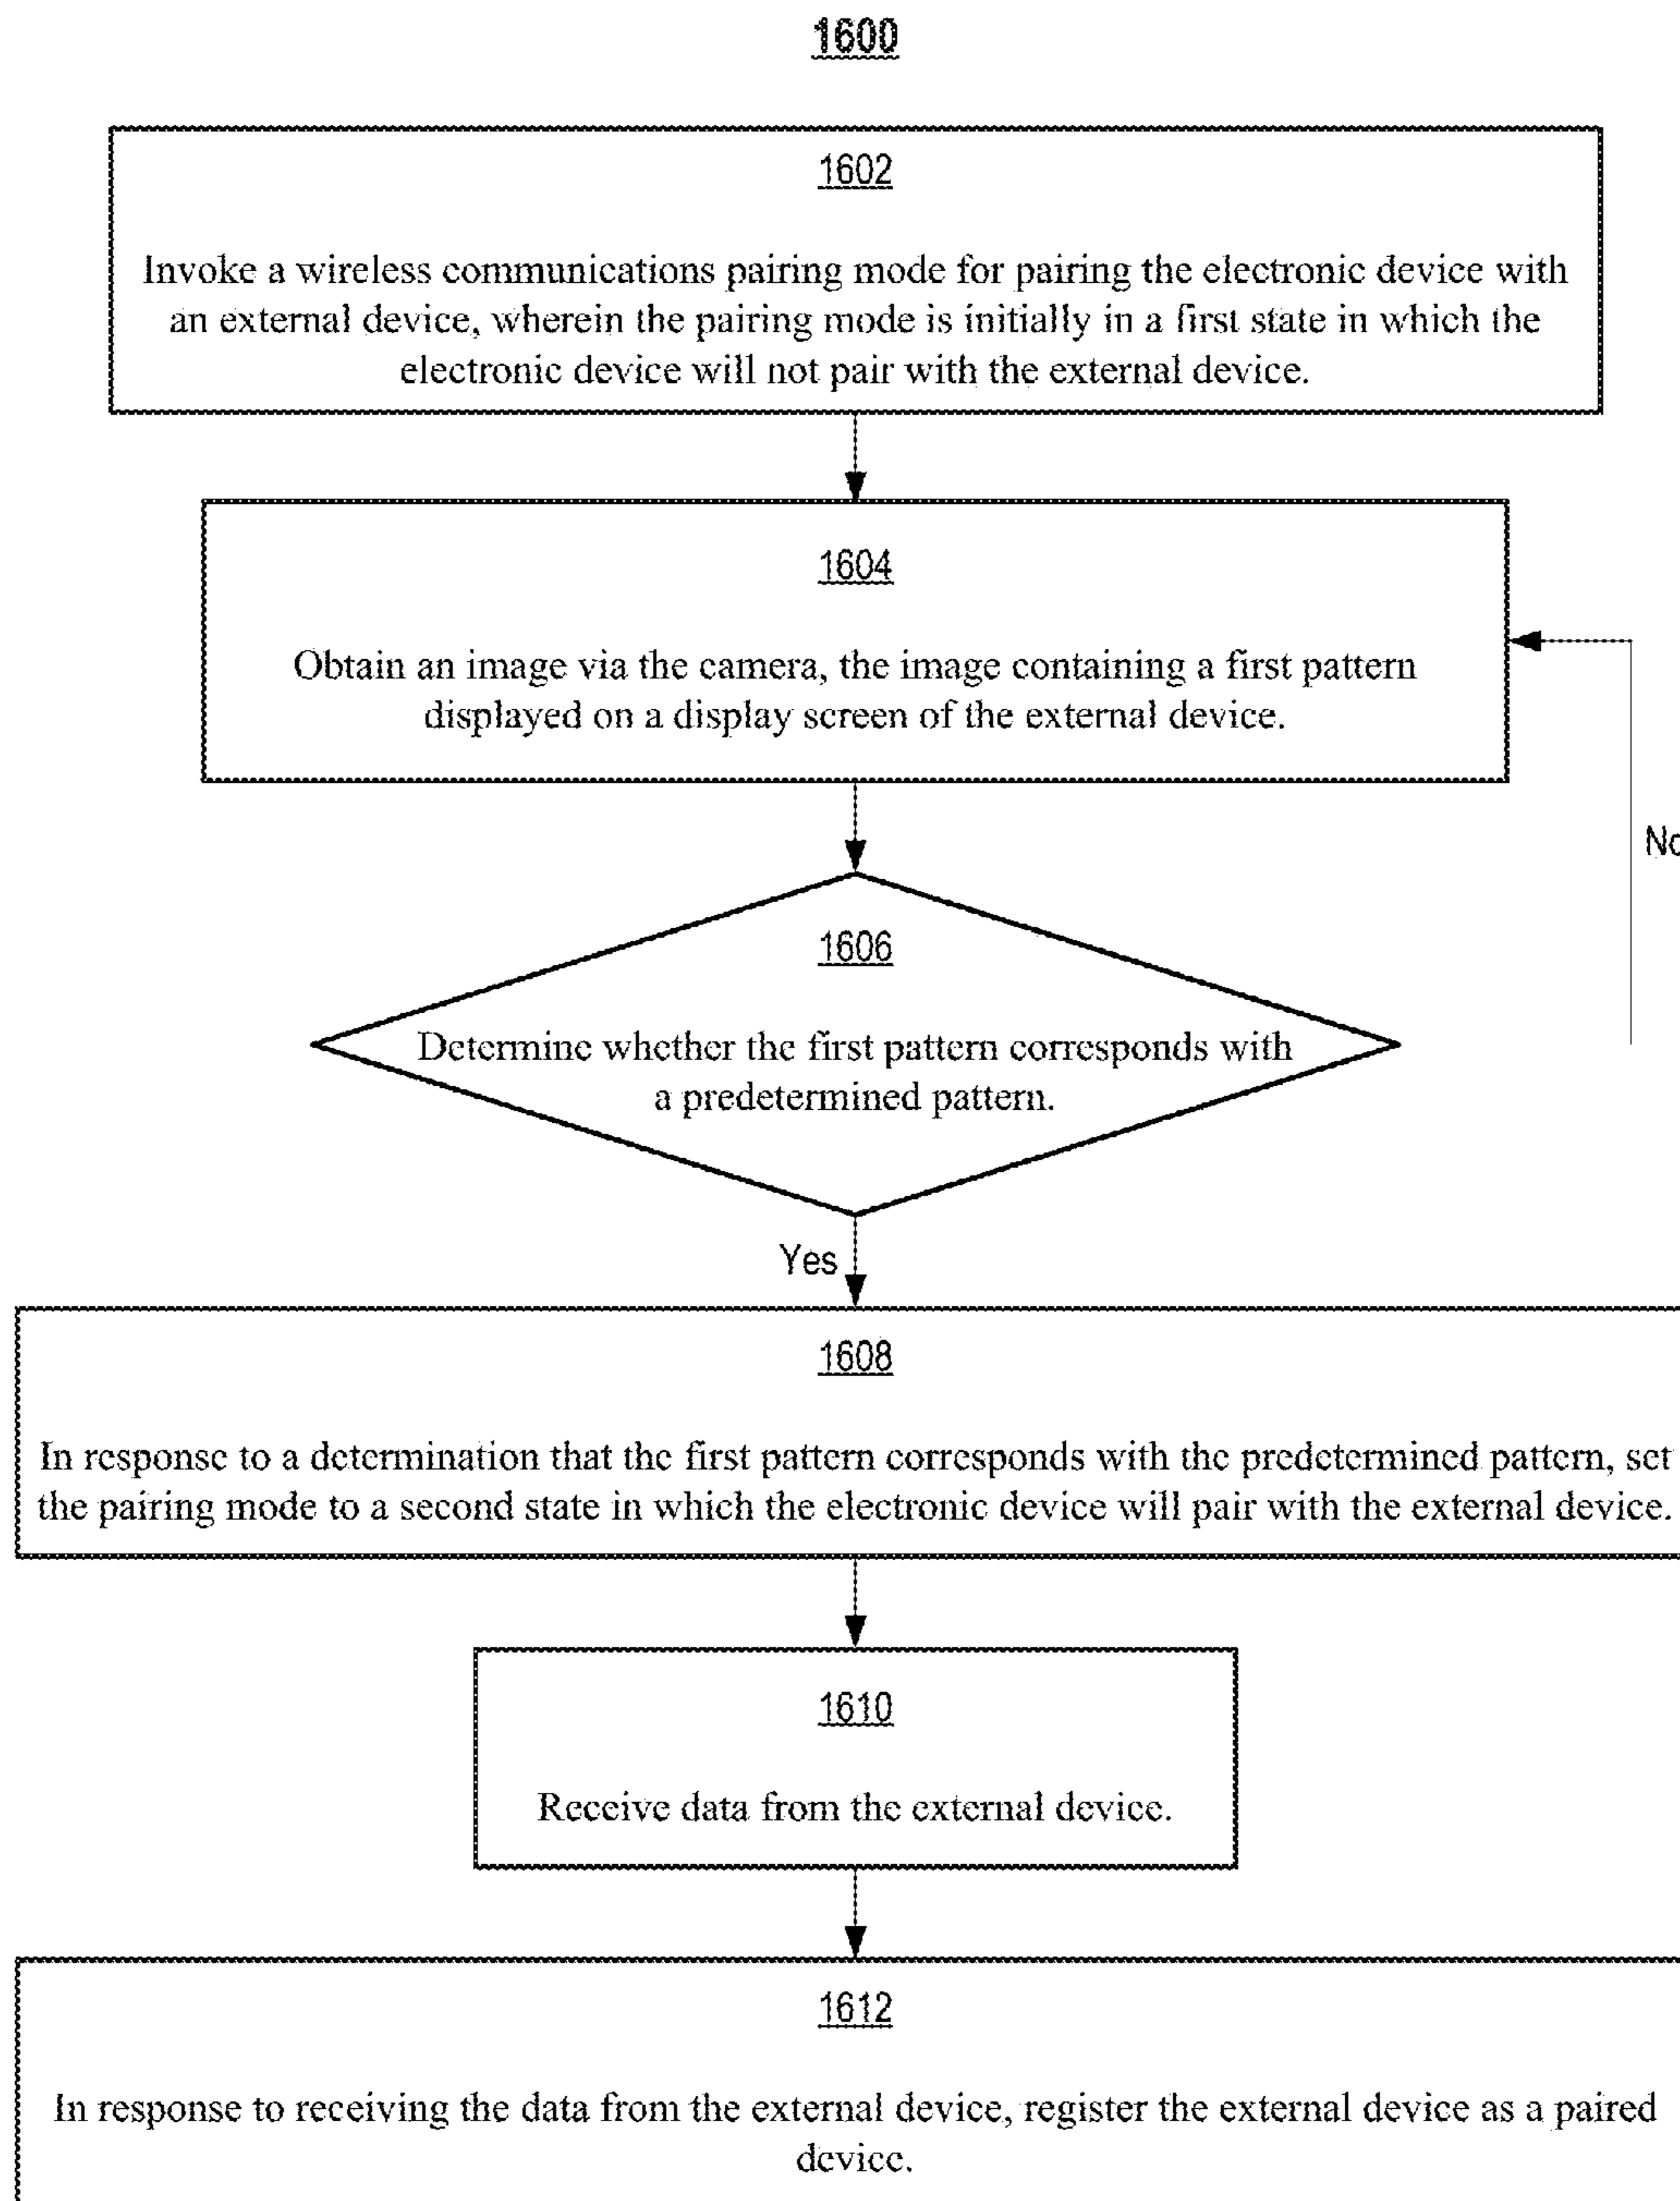 1600
1602
Invoke a wireless communications pairing mode for pairing the electronic device with
an external device, wherein the pairing mode is initially in a first state in which the
electronic device will not pair with the external device.
1604
Obtain an image via the camera, the image containing a first pattern
displayed on a display screen of the external device.
No
1606
Determine whether the first pattern corresponds with
a predetermined pattern.
Yes
1608
In response to a determination that the first pattern corresponds with the predetermined pattern, set
the pairing mode to a second state in which the electronic device will pair with the external device.
1610
Receive data from the external device.
1612
In response to receiving the data from the external device, register the external device as a paired
device.